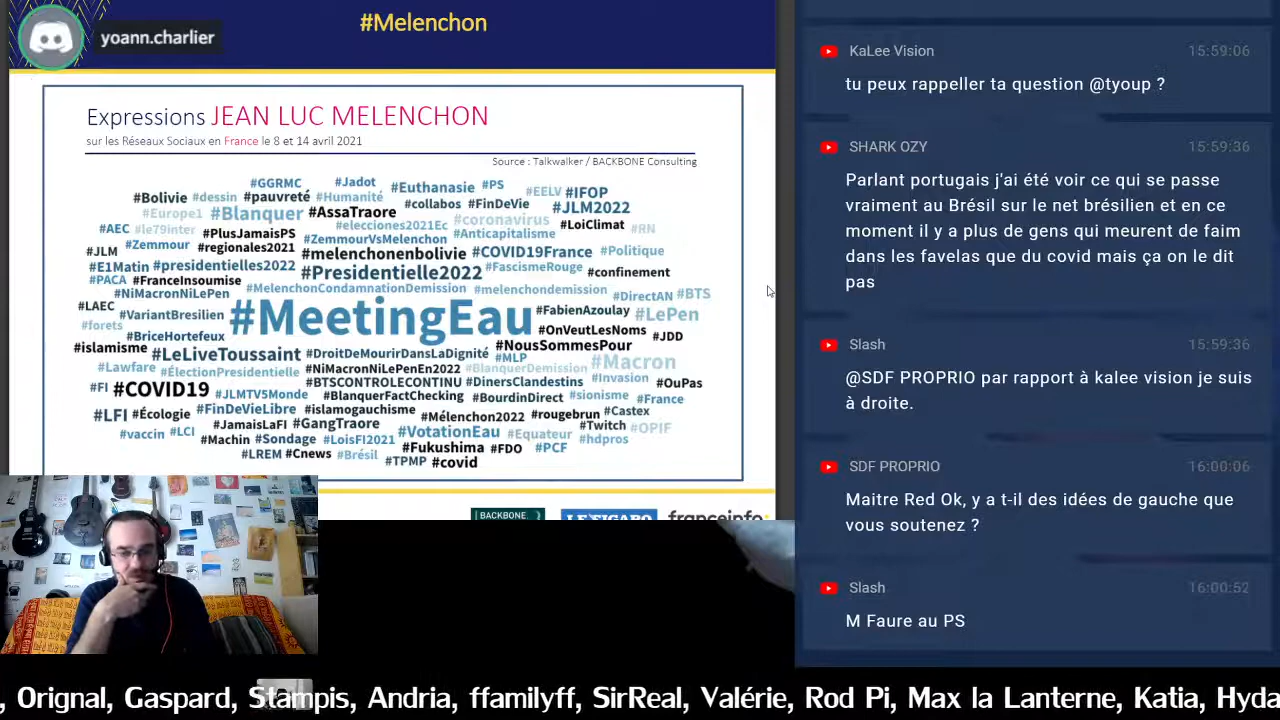 #Melenchon
yoann.charlier
Expressions JEAN LUC MELENCHON
sur les Réseaux Sociaux en France le 8 et 14 avril 2021
Source : Talkwalker / BACKBONE Consulting
#GGRMC #Jadot #Euthanasie #PS
#Bolivie #dessin #pauvreté #Humanité #collabos #FinDeVie #EELV #IFOP
#Europe1 #Blanquer #AssaTraore #coronavirus #JLM2022
#AEC #le79inter #PlusJamaisPS #elections2021Ec #Anticapitalisme #LoiClimat #RN
#JLM #Zemmour #regionales2021 #ZemmourVsMelenchon #melenchonenbolivie #COVID19France #Politique
#E1Matin #presidentielles2022 #Presidentielle2022 #FascismeRouge #confinement
#PACA #FranceInsoumise
#NiMacronNiLePen #MelenchonCondamnationDemission #melenchondemission #DirectAN #BTS
#LAEC #VariantBresilien #MeetingEau #FabienAzoulay #LePen
#forets #BriceHortefeux #OnVeutLesNoms #JDD
#islamisme #LeLiveToussaint #DroitDeMourirDansLaDignité #NousSommesPour
#MLP #Macron
#Lawfare #ÉlectionPresidentielle #NiMacronNiLePenEn2022 #BlanquerDemission #Invasion #OuPas
#FI #COVID19 #JLMTV5Monde #BTSCONTROLECONTINU #DinersClandestins #sionisme #France
#BlanquerFactChecking #BourdinDirect
#LFI #Écologie #FinDeVieLibre #islamogauchisme #Mélenchon2022 #rougebrun #Castex
#vaccin #LCI #JamaisLaFI #GangTraore #VotationEau #Equateur #Twitch #OPIF
#Machin #Sondage #LoisFI2021 #Fukushima #FDO #PCF #hdpros
#LREM #Cnews #Brésil #TPMP #covid
BACKBONE
LE FIGARO
franceinfo:
KaLee Vision 15:59:06
tu peux rappeller ta question @tyoup ?
SHARK OZY 15:59:36
Parlant portugais j'ai été voir ce qui se passe
vraiment au Brésil sur le net brésilien et en ce
moment il y a plus de gens qui meurent de faim
dans les favelas que du covid mais ça on le dit
pas
Slash 15:59:36
@SDF PROPRIO par rapport à kalee vision je suis
à droite.
SDF PROPRIO 16:00:06
Maitre Red Ok, y a t-il des idées de gauche que
vous soutenez ?
Slash 16:00:52
M Faure au PS
, Orignal, Gaspard, Stampis, Andria, ffamilyff, SirReal, Valérie, Rod Pi, Max la Lanterne, Katia, Hyda